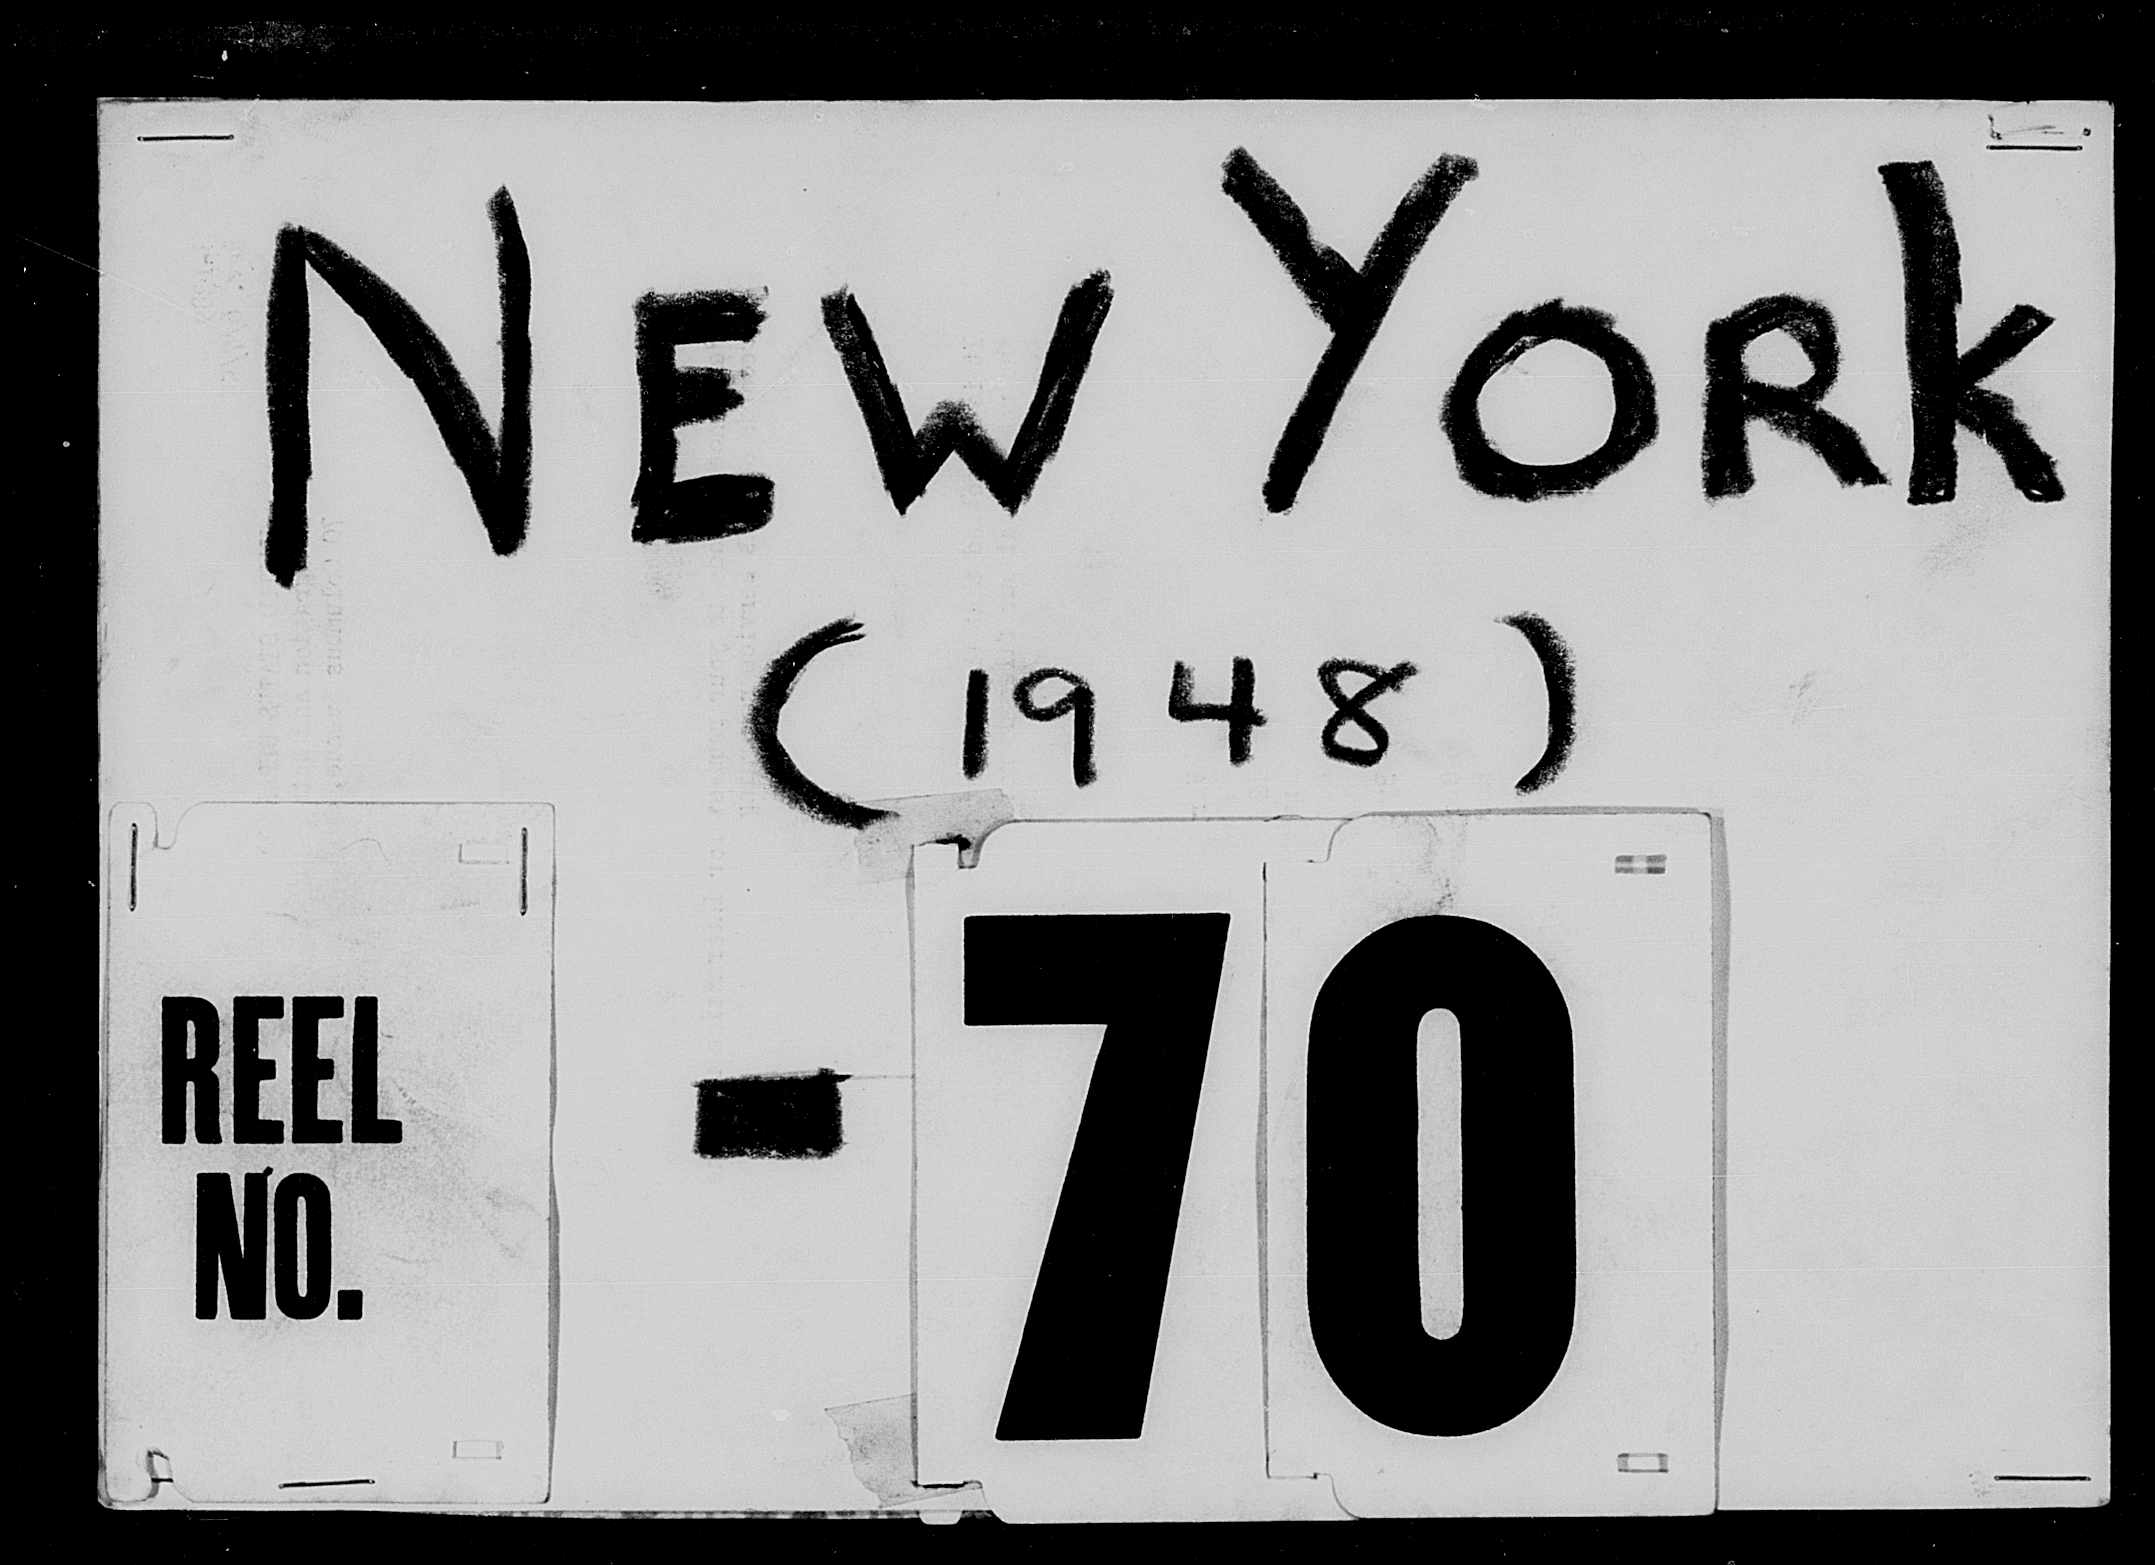 NEW YORK
(1948)
REEL
NO.
- 70